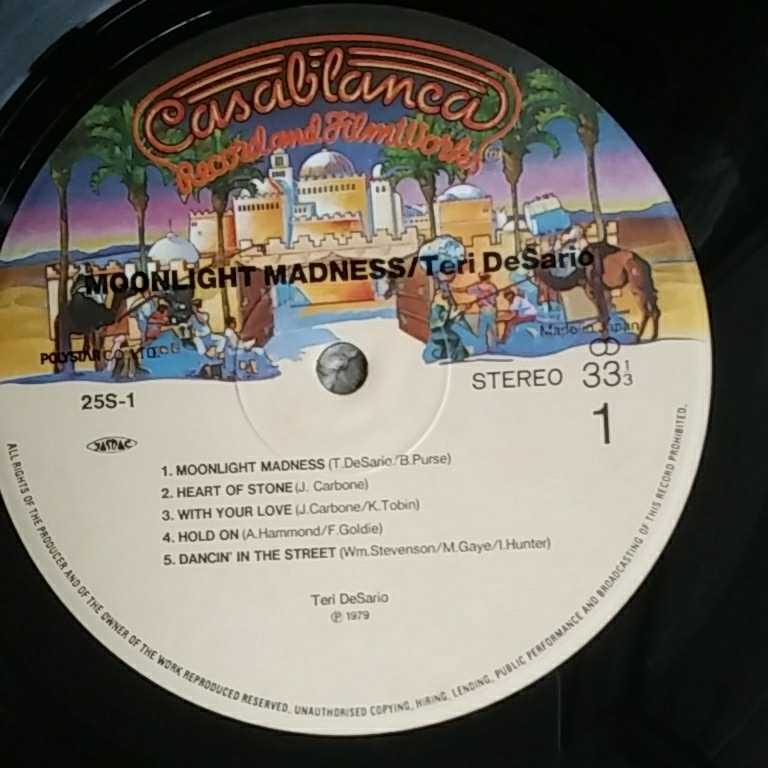 Casablanca
Record and FilmWorks
MOONLIGHT MADNESS/Teri DeSario
Made in Japan
POLYSTAR CO., LTD.
STEREO 33 1/3
25S-1
1
JASRAC
1. MOONLIGHT MADNESS (T.DeSario/B.Purse)
2. HEART OF STONE (J. Carbone)
3. WITH YOUR LOVE (J.Carbone/K.Tobin)
4. HOLD ON (A.Hammond/F.Goldie)
5. DANCIN' IN THE STREET (Wm.Stevenson/M.Gaye/I.Hunter)
Teri DeSario
℗ 1979
ALL RIGHTS OF THE PRODUCER AND OF THE OWNER OF THE WORK REPRODUCED RESERVED. UNAUTHORISED COPYING, HIRING, LENDING, PUBLIC PERFORMANCE AND BROADCASTING OF THIS RECORD PROHIBITED.